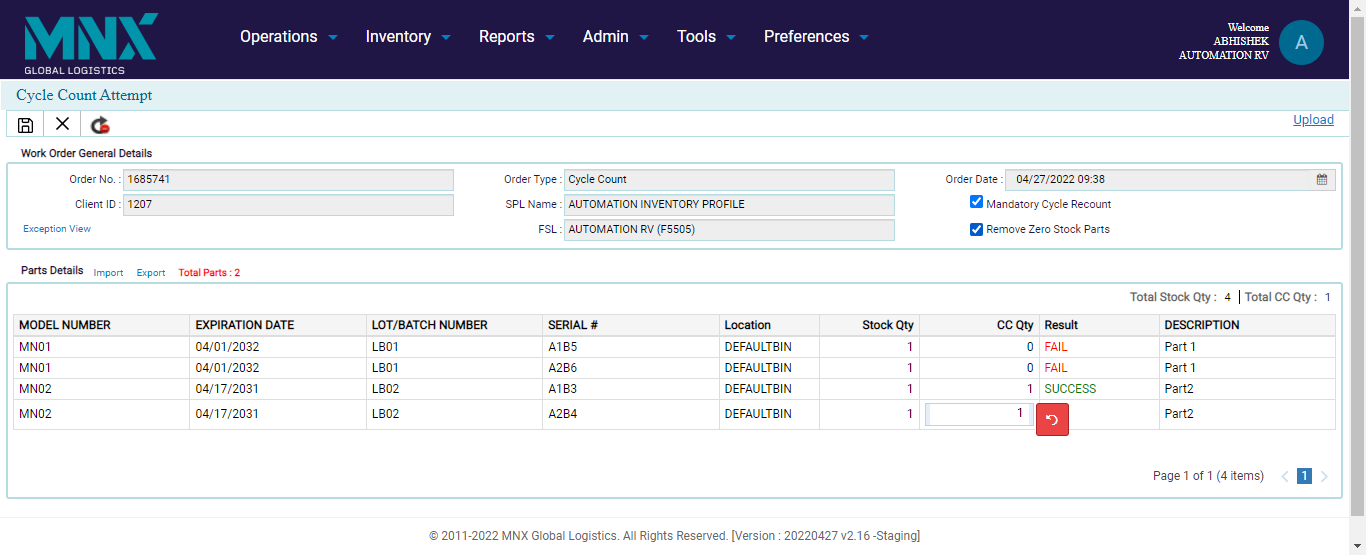 MNX
GLOBAL LOGISTICS
Operations Inventory Reports Admin Tools Preferences
Welcome
ABHISHEK
AUTOMATION RV
A
Cycle Count Attempt
Upload
Work Order General Details
Order No. : 1685741 Order Type : Cycle Count Order Date : 04/27/2022 09:38
Client ID : 1207 SPL Name : AUTOMATION INVENTORY PROFILE Mandatory Cycle Recount
Exception View FSL : AUTOMATION RV (F5505) Remove Zero Stock Parts
Parts Details Import Export Total Parts : 2
Total Stock Qty : 4 Total CC Qty : 1
MODEL NUMBER EXPIRATION DATE LOT/BATCH NUMBER SERIAL # Location Stock Qty CC Qty Result DESCRIPTION
MN01 04/01/2032 LB01 A1B5 DEFAULTBIN 1 0 FAIL Part 1
MN01 04/01/2032 LB01 A2B6 DEFAULTBIN 1 0 FAIL Part 1
MN02 04/17/2031 LB02 A1B3 DEFAULTBIN 1 1 SUCCESS Part2
MN02 04/17/2031 LB02 A2B4 DEFAULTBIN 1 1 Part2
Page 1 of 1 (4 items) 1
© 2011-2022 MNX Global Logistics. All Rights Reserved. [Version : 20220427 v2.16 -Staging]